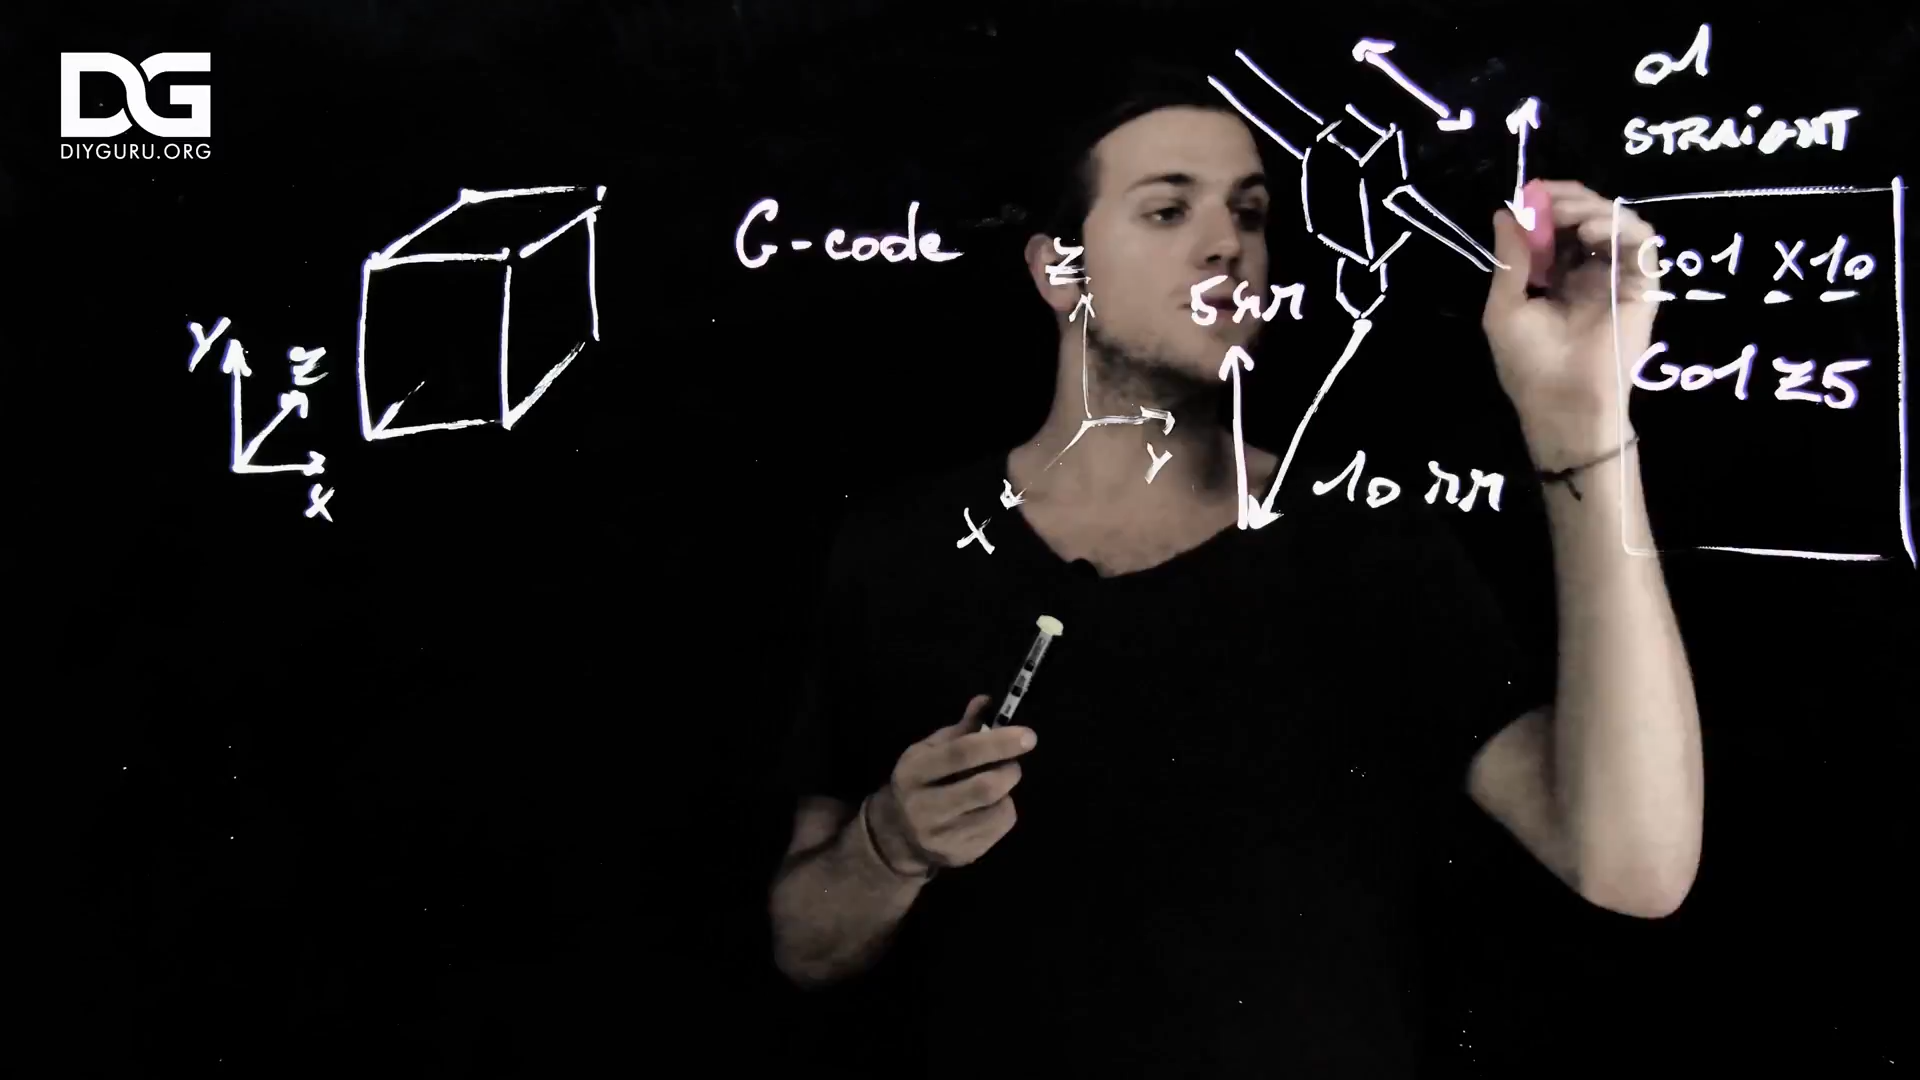 DG
DIYGURU.ORG
Y
Z
X
G-code
Z
Y
X
5 mm
10 mm
01
STRAIGHT
G01 X10
G01 Z5